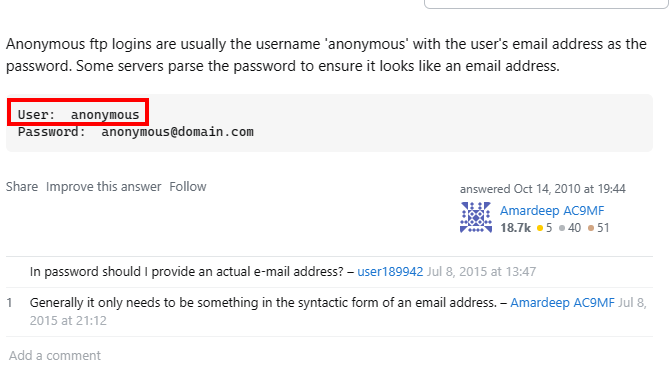 Anonymous ftp logins are usually the username 'anonymous' with the user's email address as the
password. Some servers parse the password to ensure it looks like an email address.
User:  anonymous
Password:  anonymous@domain.com
Share Improve this answer Follow
answered Oct 14, 2010 at 19:44
Amardeep AC9MF
18.7k 5 40 51
In password should I provide an actual e-mail address? – user189942 Jul 8, 2015 at 13:47
1 Generally it only needs to be something in the syntactic form of an email address. – Amardeep AC9MF Jul 8,
2015 at 21:12
Add a comment